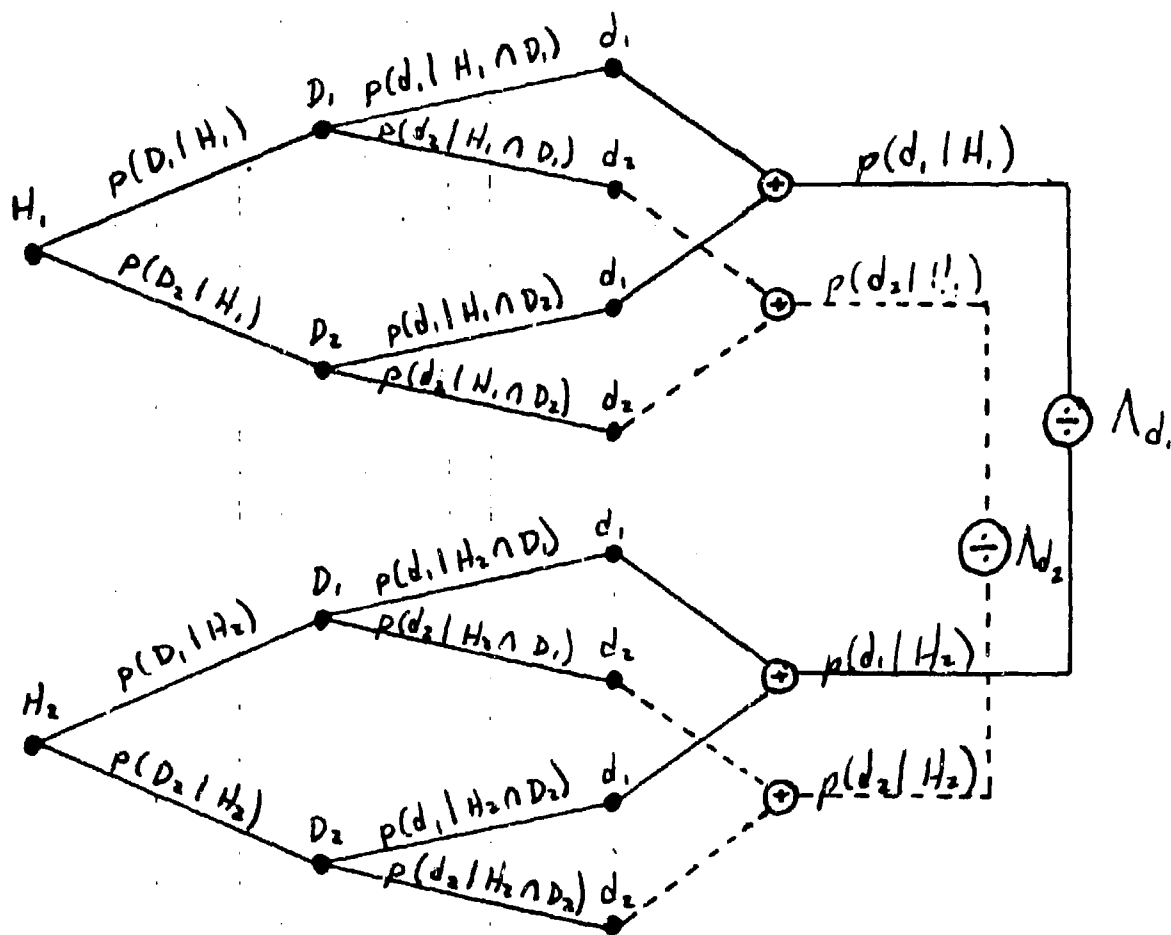 d₁
D₁
p(d₁ | H₁ ∩ D₁)
p(D₁ | H₁)
p(d₂ | H₁ ∩ D₁)
d₂
H₁
⊕ p(d₁ | H₁)
p(D₂ | H₁)
d₁
⊕ p(d₂ | H₁)
D₂
p(d₁ | H₁ ∩ D₂)
p(d₂ | H₁ ∩ D₂)
d₂
÷ Λd₁
d₁
÷ Λd₂
D₁
p(d₁ | H₂ ∩ D₁)
p(D₁ | H₂)
p(d₂ | H₂ ∩ D₁)
d₂
H₂
⊕ p(d₁ | H₂)
p(D₂ | H₂)
d₁
⊕ p(d₂ | H₂)
D₂
p(d₁ | H₂ ∩ D₂)
p(d₂ | H₂ ∩ D₂)
d₂